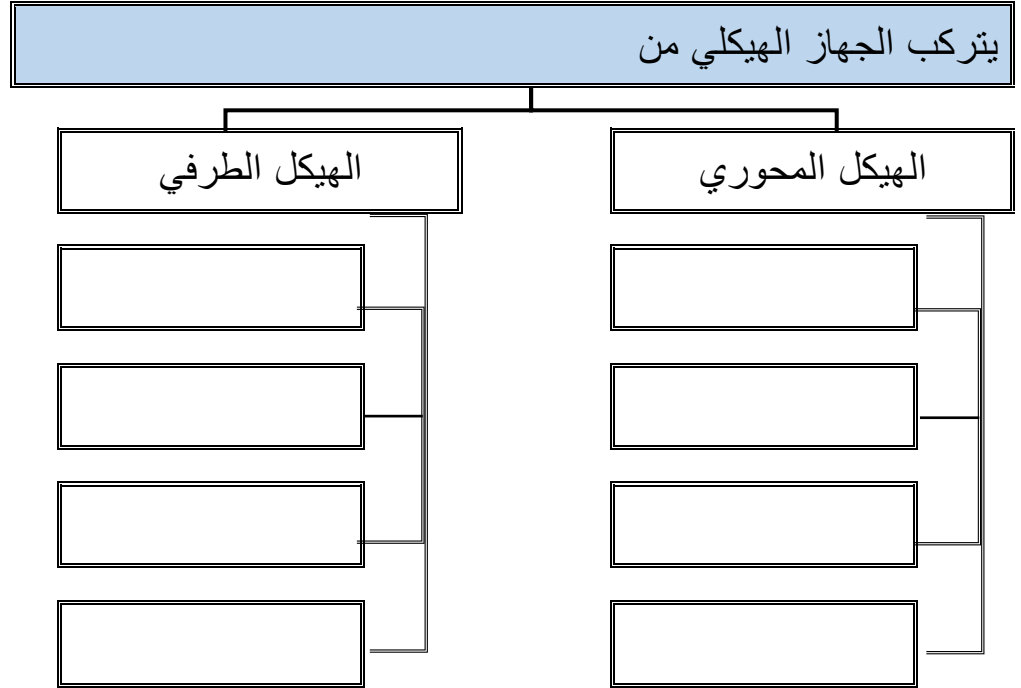 يتركب الجهاز الهيكلي من
الهيكل المحوري
الهيكل الطرفي